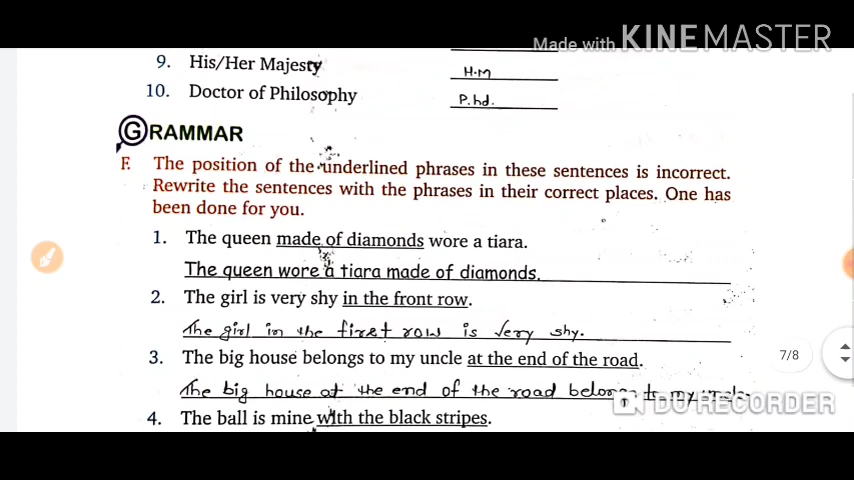 Made with KINEMASTER
9. His/Her Majesty H.M
10. Doctor of Philosophy P.hd.
GRAMMAR
F. The position of the underlined phrases in these sentences is incorrect.
Rewrite the sentences with the phrases in their correct places. One has
been done for you.
1. The queen made of diamonds wore a tiara.
The queen wore a tiara made of diamonds.
2. The girl is very shy in the front row.
The girl in the first row is very shy.
3. The big house belongs to my uncle at the end of the road.
7/8
The big house at the end of the road belongs to my uncle.
DU RECORDER
4. The ball is mine with the black stripes.